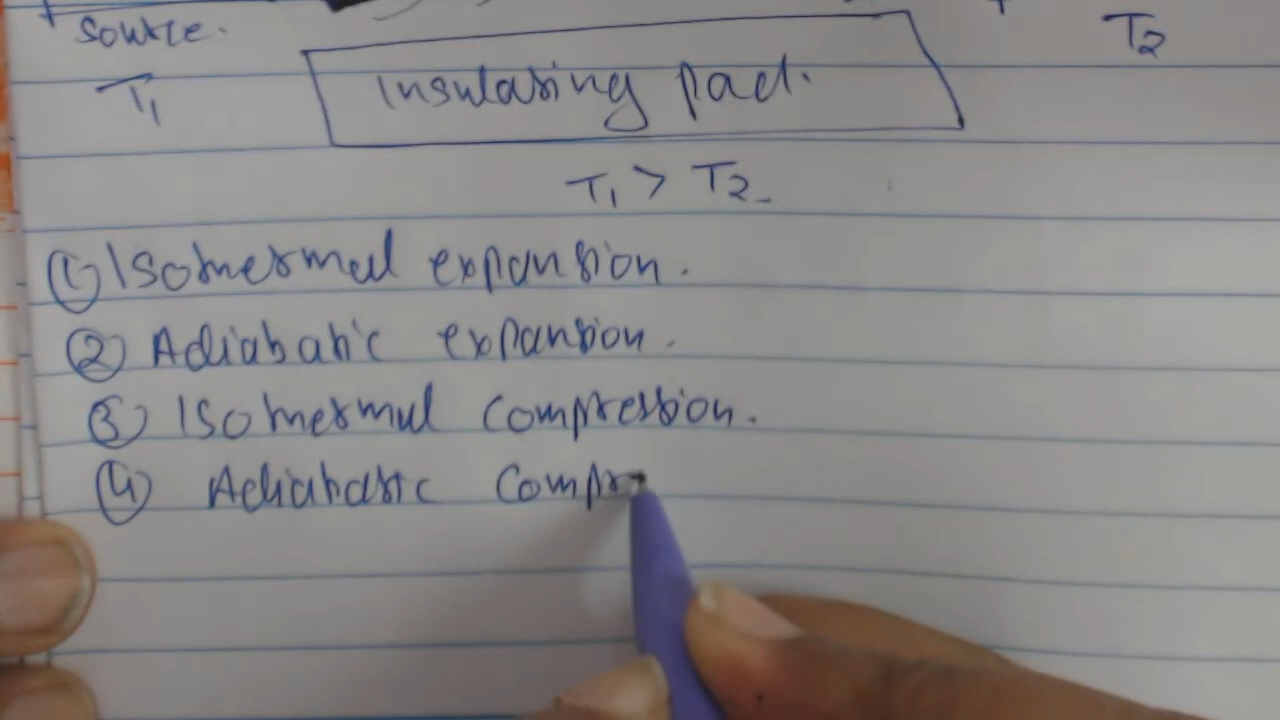 Source.
T2
T1
Insulating pad.
T1 > T2
① Isothermal expansion.
② Adiabatic expansion.
③ Isothermal compression.
④ Adiabatic Compr